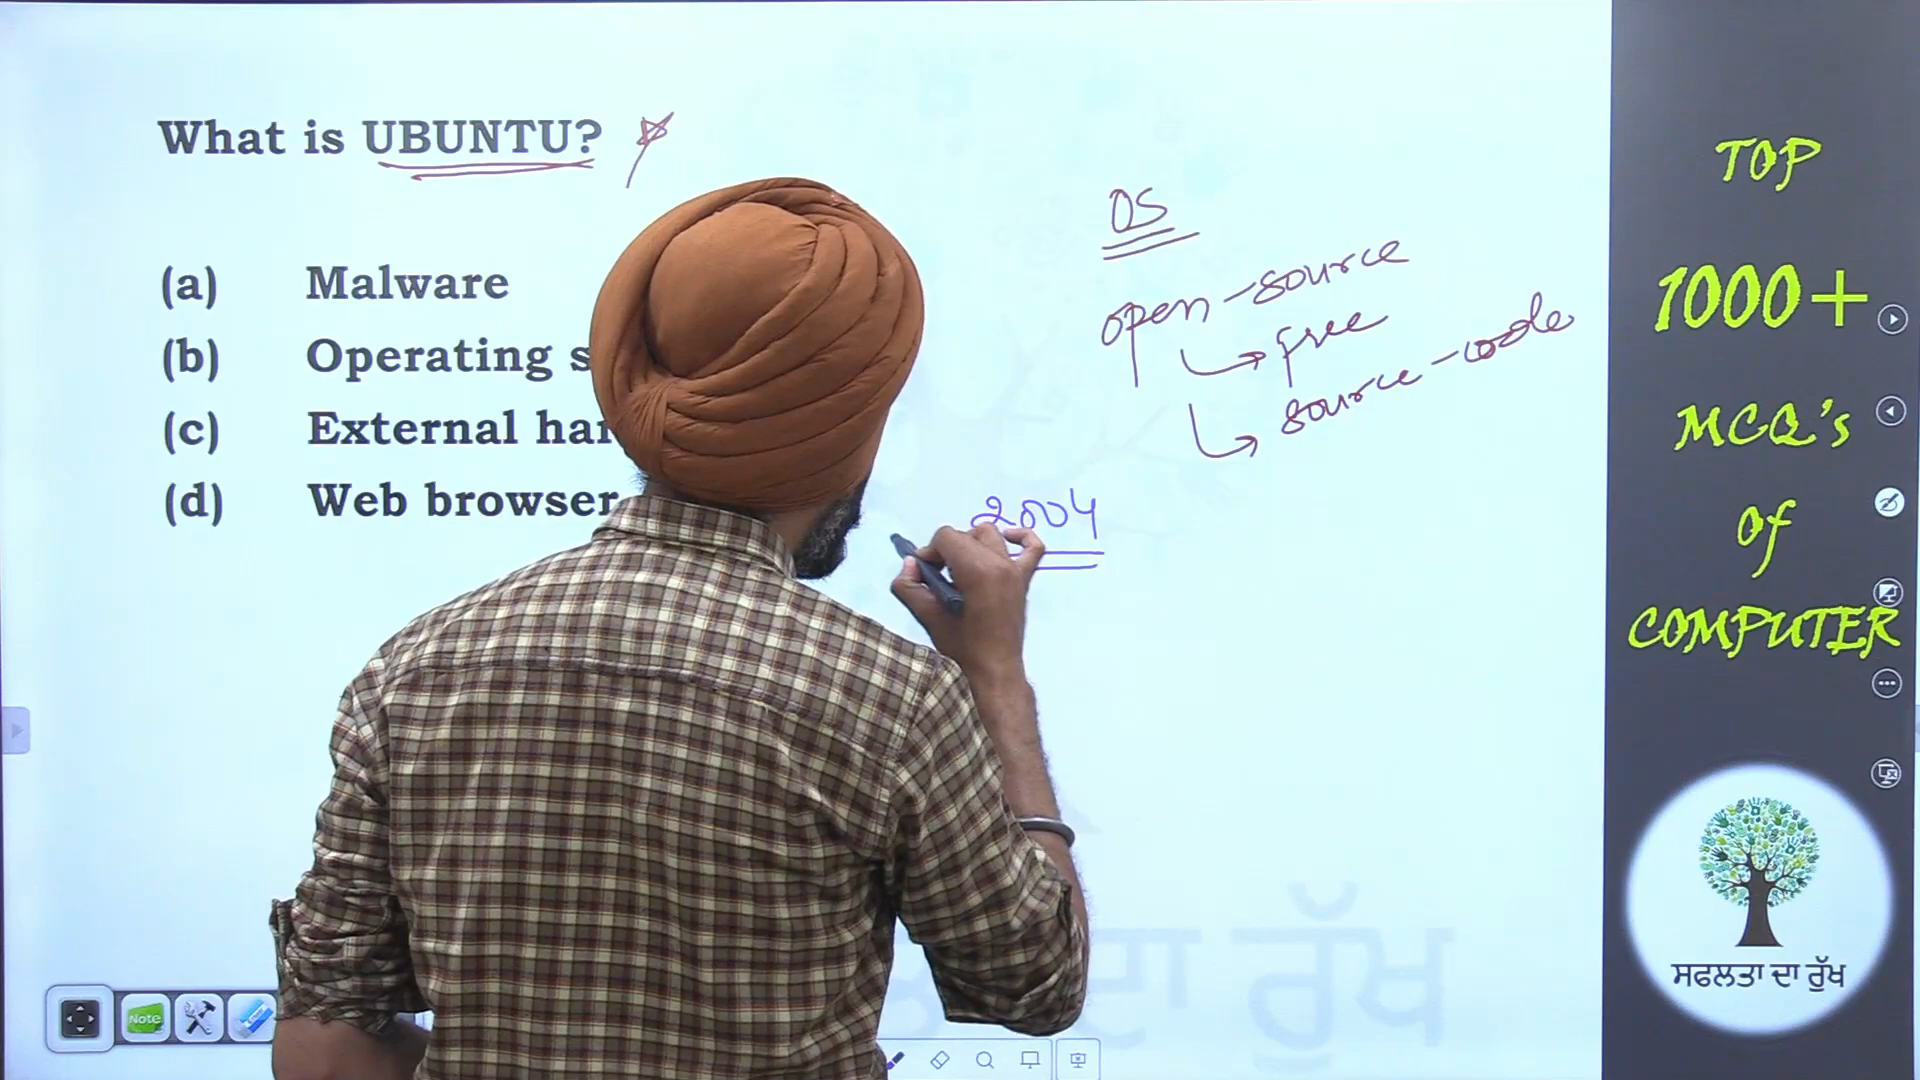 What is UBUNTU?
(a) Malware
(b) Operating s
(c) External har
(d) Web browser
OS
open-source
free
source-code
2004
TOP
1000+
MCQ's
Of
COMPUTER
ਸਫਲਤਾ ਦਾ ਰੁੱਖ
Note
ਦਾ ਰੁੱਖ